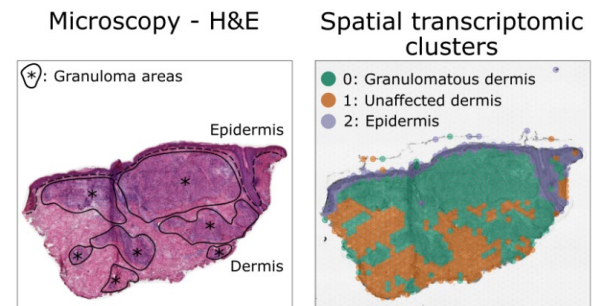 Microscopy - H&E
*: Granuloma areas
Epidermis
*
*
*
*
*
*
*
Dermis
Spatial transcriptomic
clusters
0: Granulomatous dermis
1: Unaffected dermis
2: Epidermis